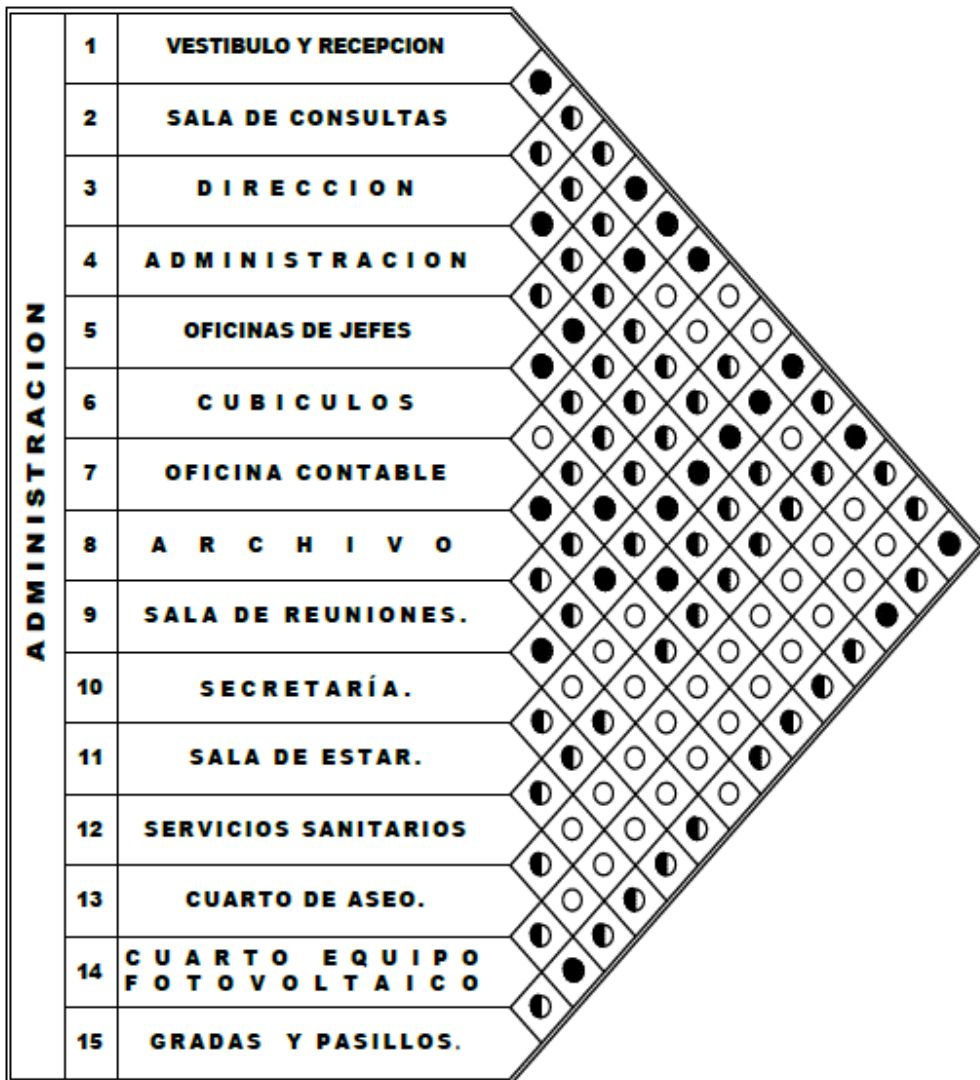 ADMINISTRACION
1 VESTIBULO Y RECEPCION
2 SALA DE CONSULTAS
3 DIRECCION
4 ADMINISTRACION
5 OFICINAS DE JEFES
6 CUBICULOS
7 OFICINA CONTABLE
8 ARCHIVO
9 SALA DE REUNIONES.
10 SECRETARÍA.
11 SALA DE ESTAR.
12 SERVICIOS SANITARIOS
13 CUARTO DE ASEO.
14 CUARTO EQUIPO
FOTOVOLTAICO
15 GRADAS Y PASILLOS.